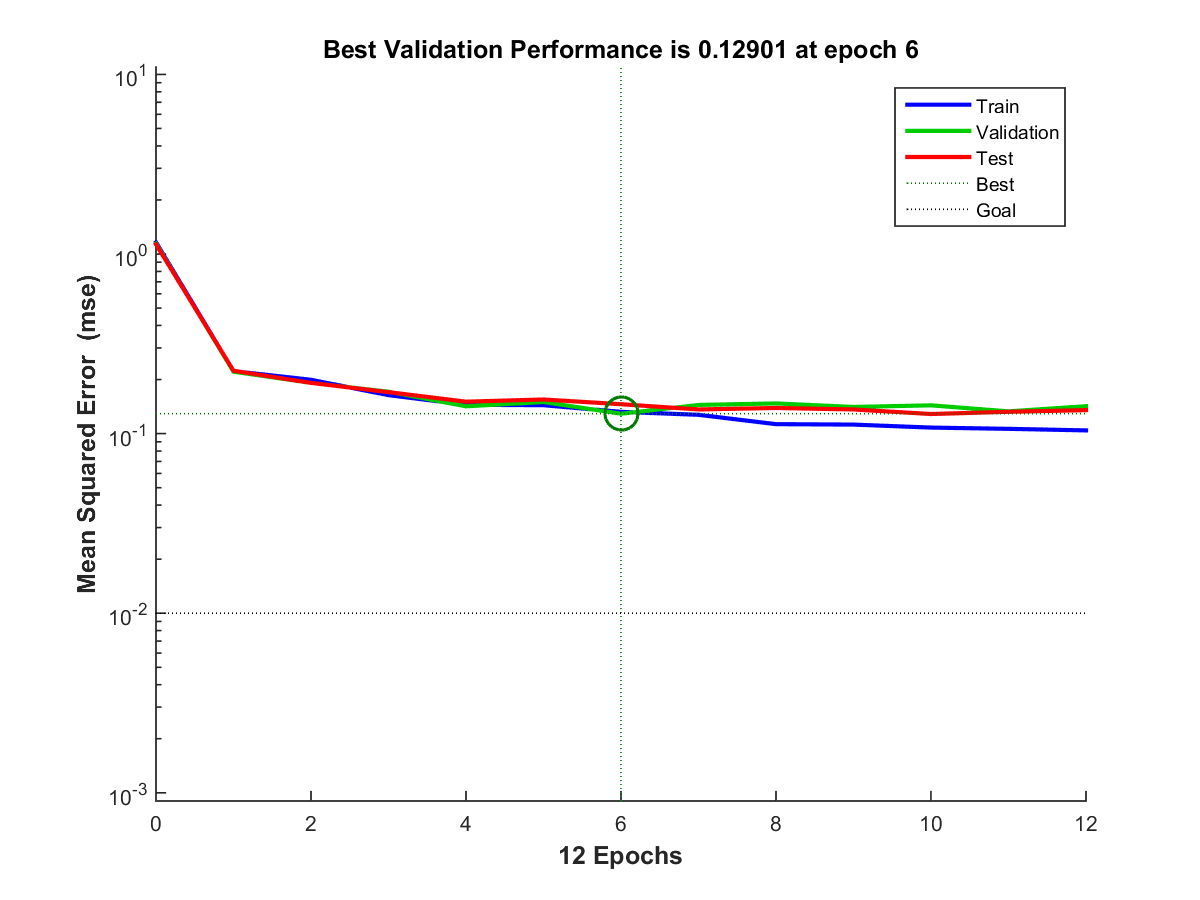 Best Validation Performance is 0.12901 at epoch 6
10^1
10^0
10^-1
10^-2
10^-3
Mean Squared Error (mse)
Train
Validation
Test
Best
Goal
0 2 4 6 8 10 12
12 Epochs